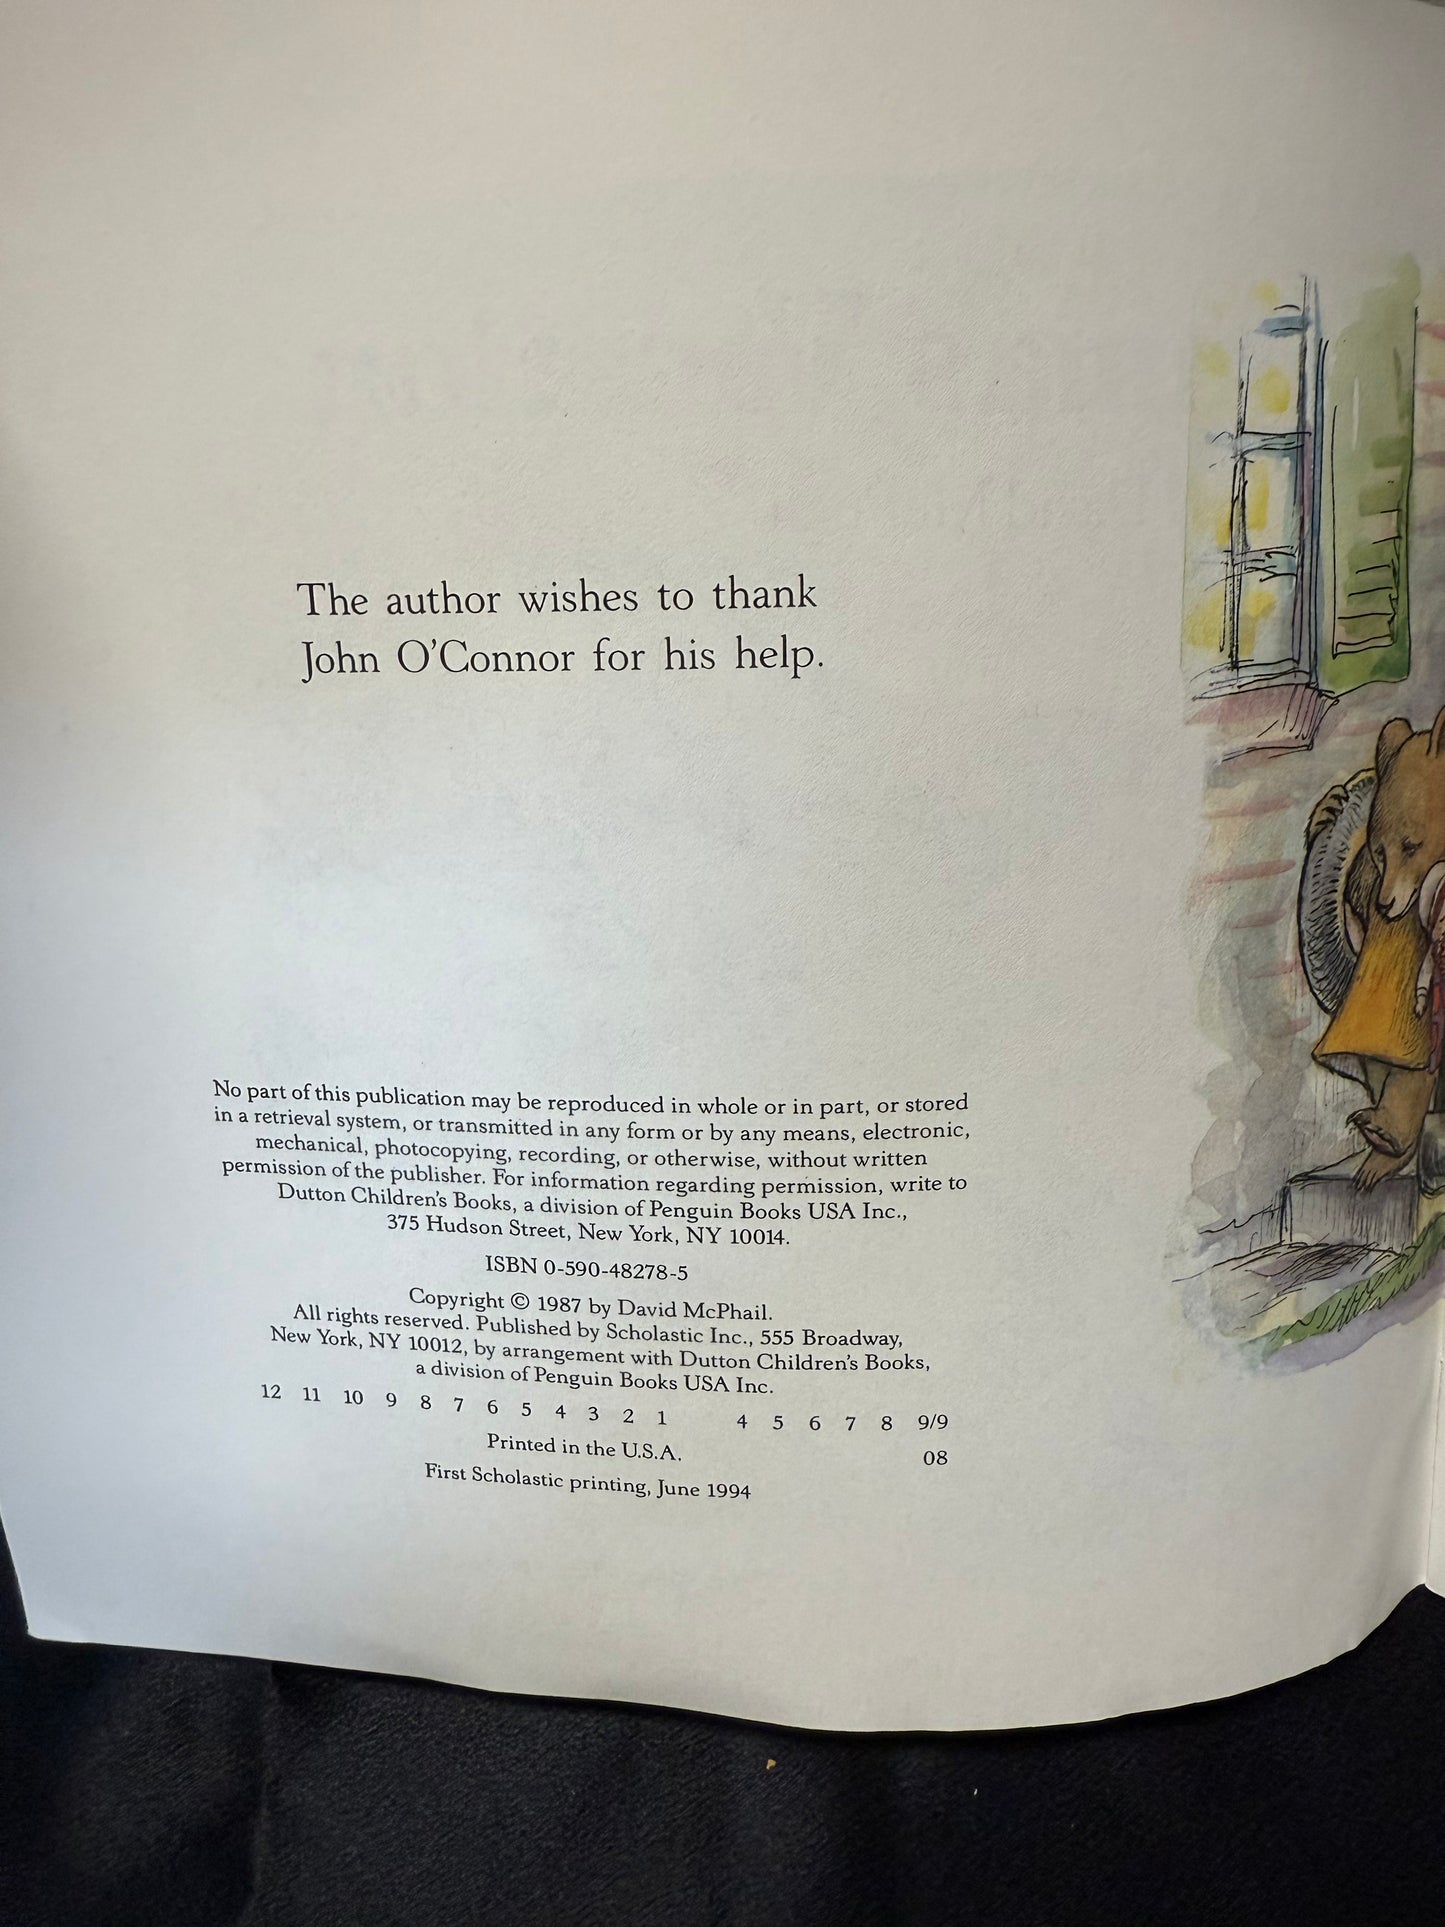 The author wishes to thank
John O'Connor for his help.
No part of this publication may be reproduced in whole or in part, or stored
in a retrieval system, or transmitted in any form or by any means, electronic,
mechanical, photocopying, recording, or otherwise, without written
permission of the publisher. For information regarding permission, write to
Dutton Children's Books, a division of Penguin Books USA Inc.,
375 Hudson Street, New York, NY 10014.
ISBN 0-590-48278-5
Copyright © 1987 by David McPhail.
All rights reserved. Published by Scholastic Inc., 555 Broadway,
New York, NY 10012, by arrangement with Dutton Children's Books,
a division of Penguin Books USA Inc.
12 11 10 9 8 7 6 5 4 3 2 1 4 5 6 7 8 9/9
Printed in the U.S.A. 08
First Scholastic printing, June 1994